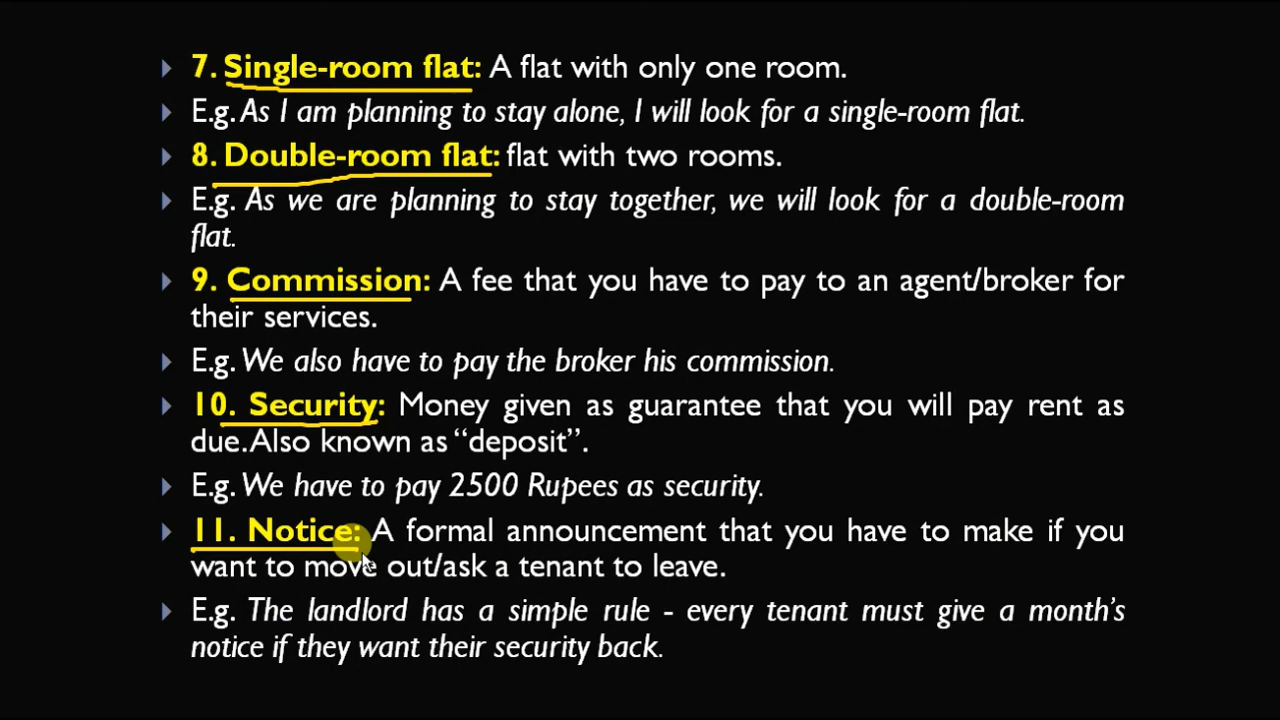 7. Single-room flat: A flat with only one room.
E.g. As I am planning to stay alone, I will look for a single-room flat.
8. Double-room flat: flat with two rooms.
E.g. As we are planning to stay together, we will look for a double-room
flat.
9. Commission: A fee that you have to pay to an agent/broker for
their services.
E.g. We also have to pay the broker his commission.
10. Security: Money given as guarantee that you will pay rent as
due. Also known as “deposit”.
E.g. We have to pay 2500 Rupees as security.
11. Notice: A formal announcement that you have to make if you
want to move out/ask a tenant to leave.
E.g. The landlord has a simple rule - every tenant must give a month’s
notice if they want their security back.